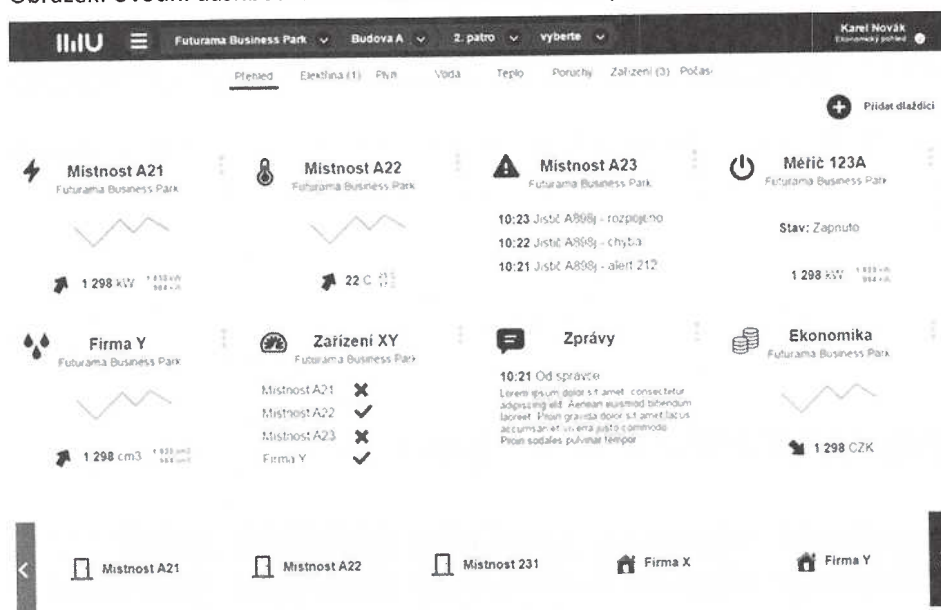 Futurama Business Park Budova A 2. patro vyberte
Karel Novák
Ekonomický pohled
Přehled Elektřina (1) Plyn Voda Teplo Poruchy Zařízení (3) Počas
Přidat dlaždici
Místnost A21
Futurama Business Park
1 298 kW
Místnost A22
Futurama Business Park
22 C
Místnost A23
Futurama Business Park
10:23 Jistič A898j - rozpojeno
10:22 Jistič A898j - chyba
10:21 Jistič A898j - alert 212
Měřič 123A
Futurama Business Park
Stav: Zapnuto
1 298 kW
Firma Y
Futurama Business Park
1 298 cm3
Zařízení XY
Futurama Business Park
Místnost A21
Místnost A22
Místnost A23
Firma Y
Zprávy
10:21 Od správce
Lorem ipsum dolor sit amet, consectetur
adipiscing elit. Aenean euismod bibendum
laoreet. Proin gravida dolor sit amet lacus
accumsan et viverra justo commodo.
Proin sodales pulvinar tempor.
Ekonomika
Futurama Business Park
1 298 CZK
Místnost A21
Místnost A22
Místnost 231
Firma X
Firma Y